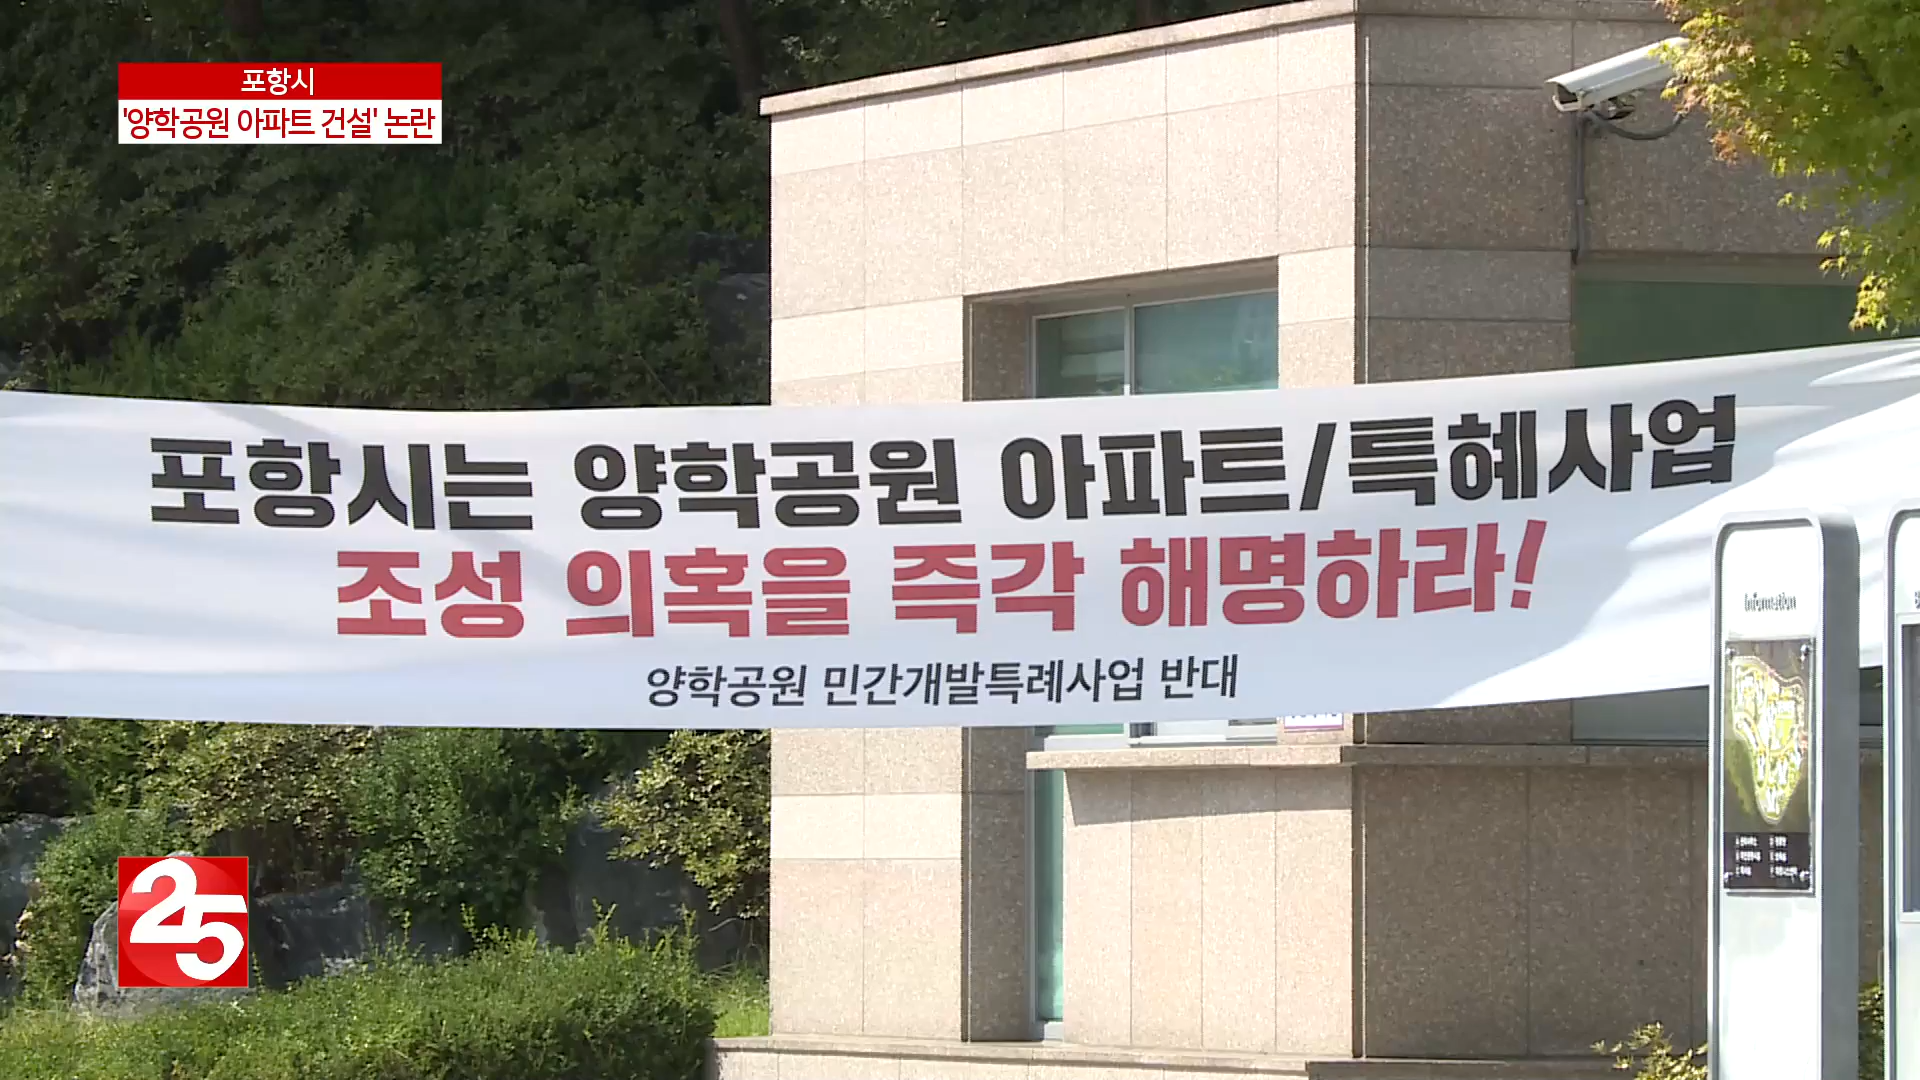 포항시
'양학공원 아파트 건설' 논란
포항시는 양학공원 아파트/특혜사업
조성 의혹을 즉각 해명하라!
양학공원 민간개발특례사업 반대
Information
25